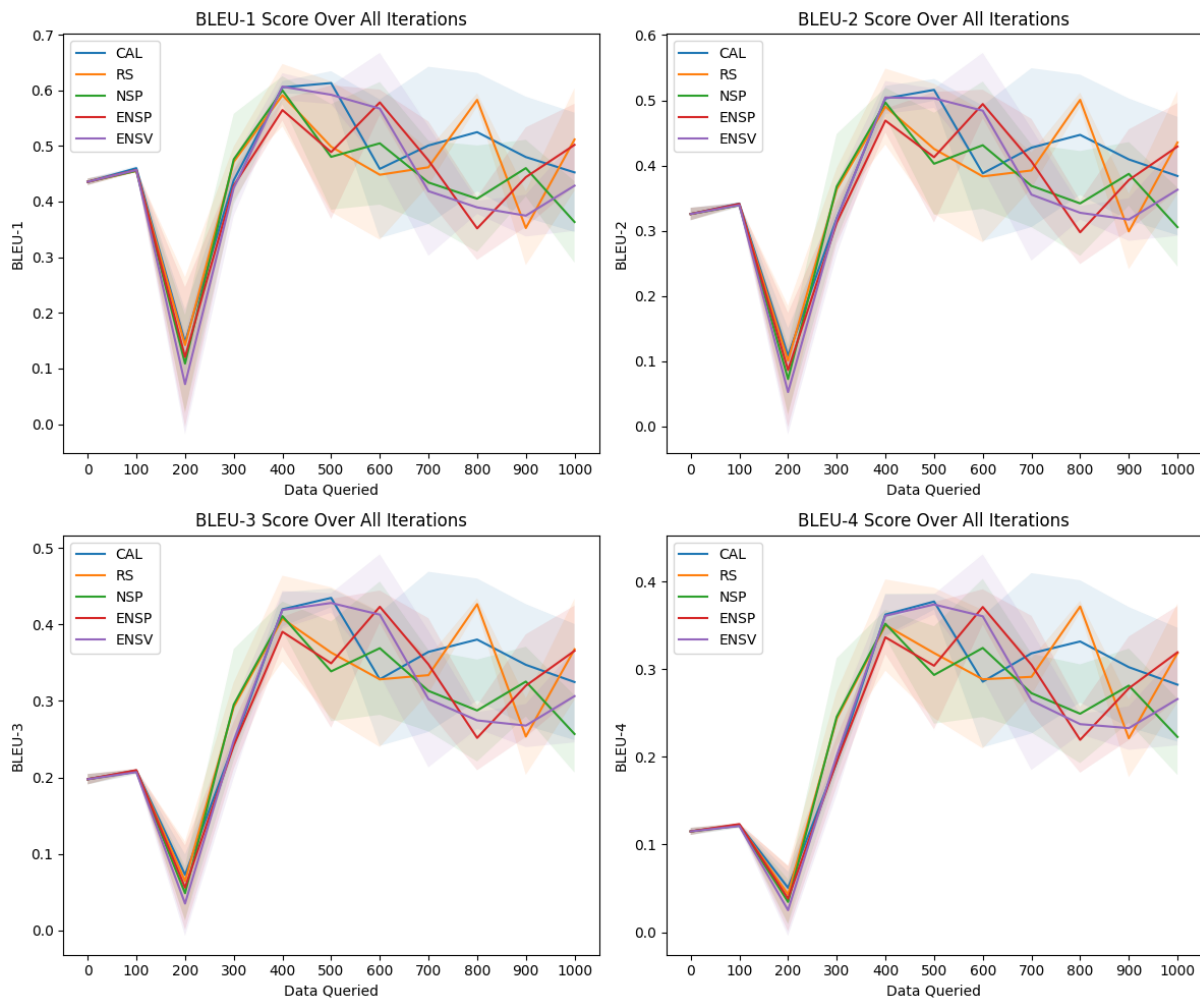 BLEU-1 Score Over All Iterations
0.7
0.6
0.5
0.4
0.3
0.2
0.1
0.0
BLEU-1
CAL
RS
NSP
ENSP
ENSV
0 100 200 300 400 500 600 700 800 900 1000
Data Queried
BLEU-2 Score Over All Iterations
0.6
0.5
0.4
0.3
0.2
0.1
0.0
BLEU-2
CAL
RS
NSP
ENSP
ENSV
0 100 200 300 400 500 600 700 800 900 1000
Data Queried
BLEU-3 Score Over All Iterations
0.5
0.4
0.3
0.2
0.1
0.0
BLEU-3
CAL
RS
NSP
ENSP
ENSV
0 100 200 300 400 500 600 700 800 900 1000
Data Queried
BLEU-4 Score Over All Iterations
0.4
0.3
0.2
0.1
0.0
BLEU-4
CAL
RS
NSP
ENSP
ENSV
0 100 200 300 400 500 600 700 800 900 1000
Data Queried